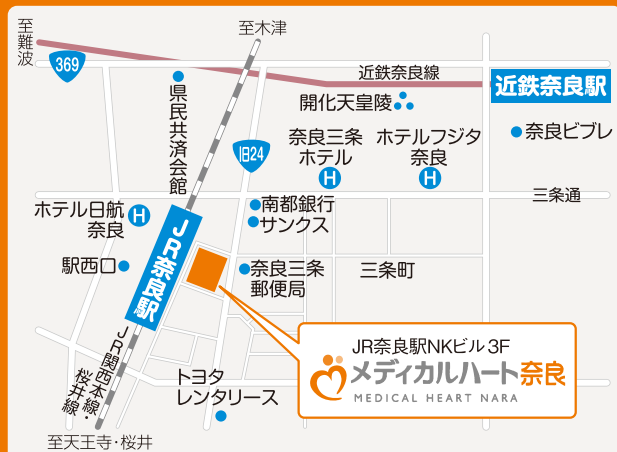 至難波
至木津
369
近鉄奈良線
近鉄奈良駅
開化天皇陵
県民共済会館
奈良ビブレ
旧24
奈良三条
ホテル
ホテルフジタ
奈良
H
H
三条通
ホテル日航
奈良
H
南都銀行
サンクス
JR奈良駅
駅西口
奈良三条
郵便局
三条町
JR奈良駅NKビル3F
メディカルハート奈良
MEDICAL HEART NARA
JR関西本線・
桜井線
トヨタ
レンタリース
至天王寺・桜井